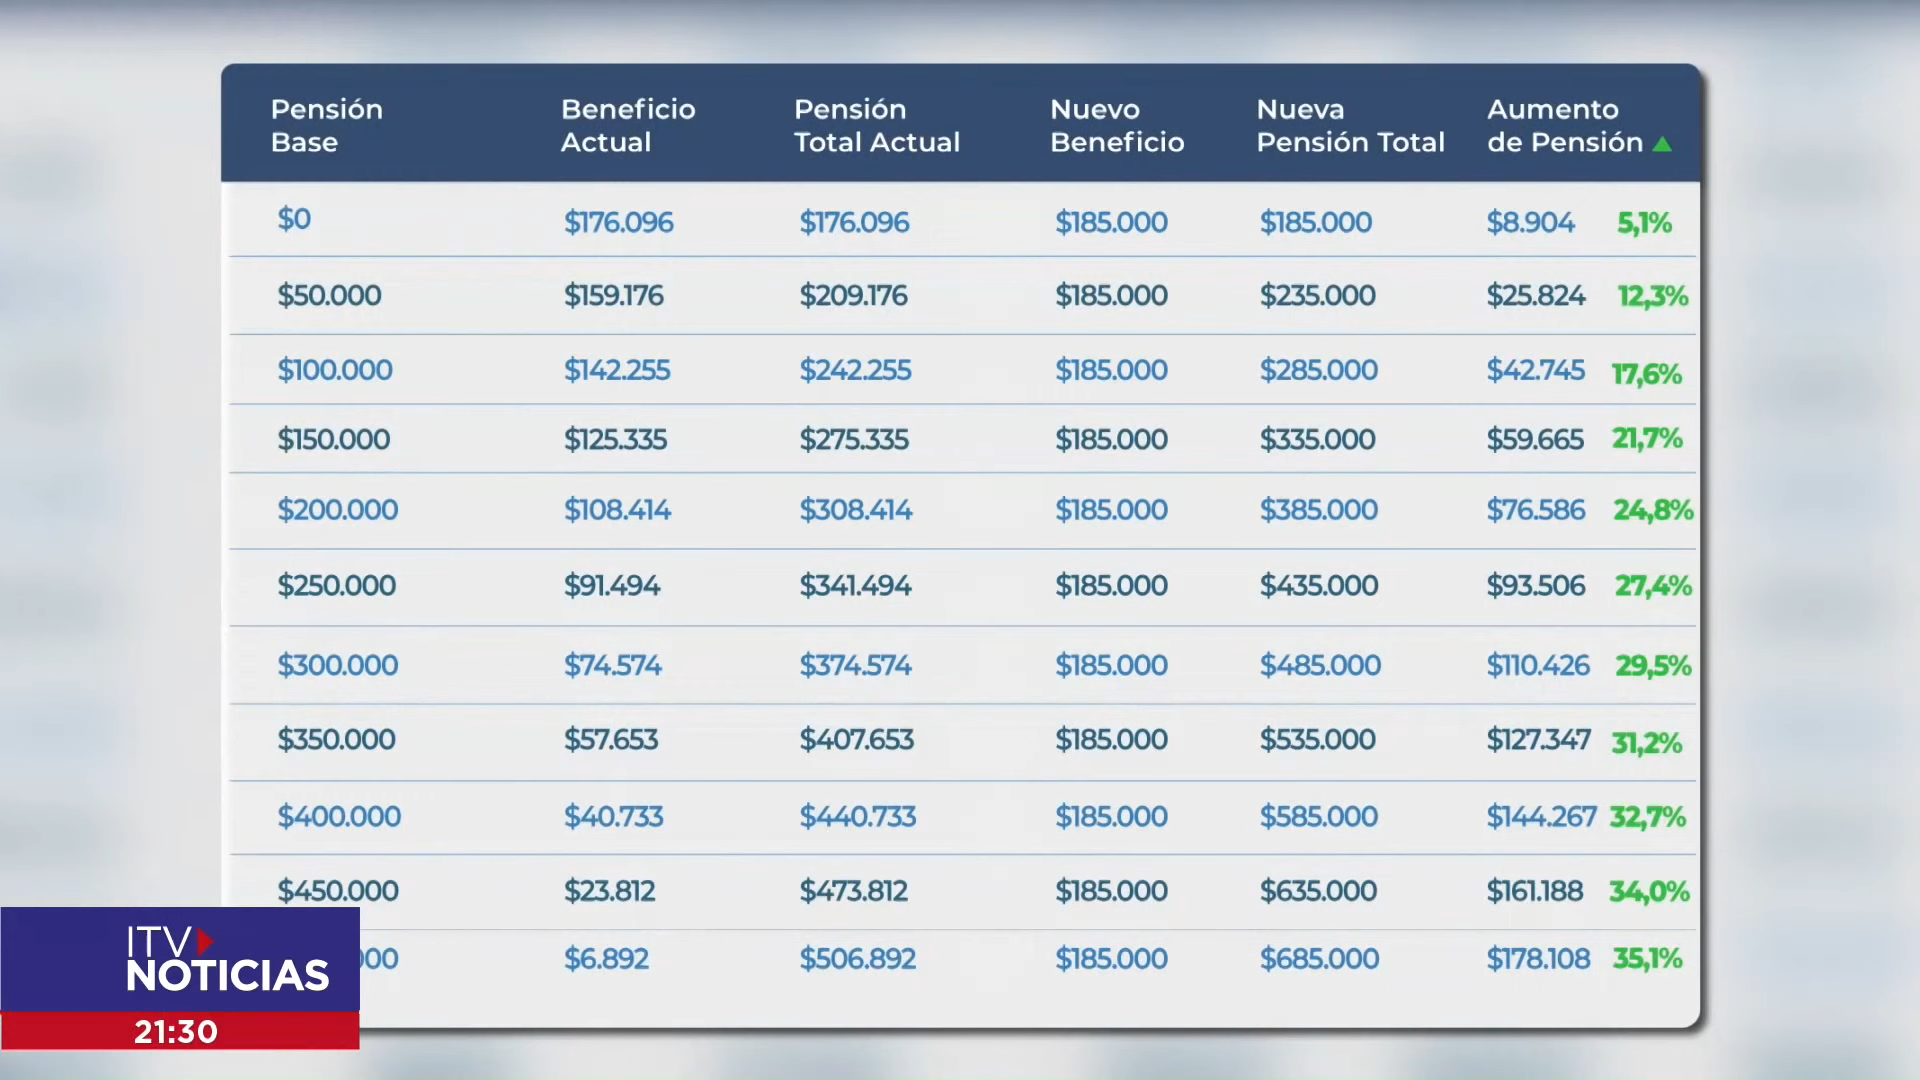 Pensión Base Beneficio Actual Pensión Total Actual Nuevo Beneficio Nueva Pensión Total Aumento de Pensión
$0 $176.096 $176.096 $185.000 $185.000 $8.904 5,1%
$50.000 $159.176 $209.176 $185.000 $235.000 $25.824 12,3%
$100.000 $142.255 $242.255 $185.000 $285.000 $42.745 17,6%
$150.000 $125.335 $275.335 $185.000 $335.000 $59.665 21,7%
$200.000 $108.414 $308.414 $185.000 $385.000 $76.586 24,8%
$250.000 $91.494 $341.494 $185.000 $435.000 $93.506 27,4%
$300.000 $74.574 $374.574 $185.000 $485.000 $110.426 29,5%
$350.000 $57.653 $407.653 $185.000 $535.000 $127.347 31,2%
$400.000 $40.733 $440.733 $185.000 $585.000 $144.267 32,7%
$450.000 $23.812 $473.812 $185.000 $635.000 $161.188 34,0%
$6.892 $506.892 $185.000 $685.000 $178.108 35,1%
ITV
NOTICIAS
21:30